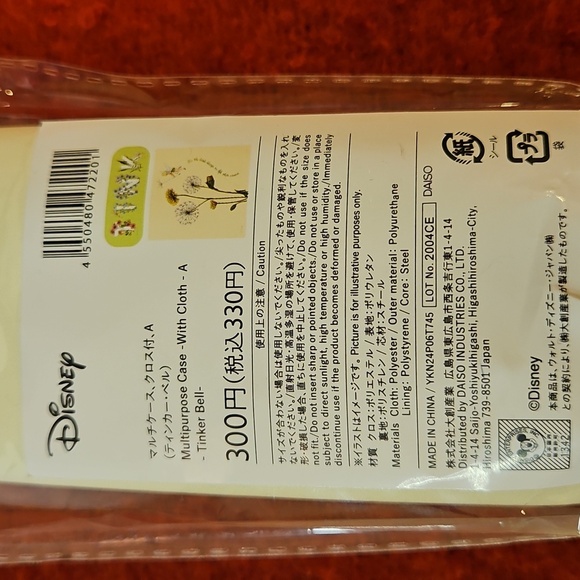 4 550480 472201
Disney
マルチケース、クロス付、A
(ティンカー・ベル)
Multipurpose Case -With Cloth - A
- Tinker Bell-
300円(税込330円)
使用上の注意 / Caution
サイズが合わない場合は使用しないでください。/尖ったものや鋭利なものを入れ
ないでください。/直射日光・高温多湿の場所を避けて、使用・保管してください。/変
形・破損した場合、直ちに使用を中止してください。/Do not use if the size does
not fit./Do not insert sharp or pointed objects./Do not use or store in a place
subject to direct sunlight, high temperature or high humidity./Immediately
discontinue use if the product becomes deformed or damaged.
※イラストはイメージです。Picture is for illustrative purposes only.
材質 クロス:ポリエステル / 表地:ポリウレタン
裏地:ポリスチレン / 芯材:スチール
Materials Cloth: Polyester / Outer material: Polyurethane
Lining: Polystyrene / Core: Steel
MADE IN CHINA / YKN24P06T745 LOT No.2004CE DAISO
株式会社大創産業 広島県東広島市西条吉行東1-4-14
Distributed by DAISO INDUSTRIES CO., LTD.
1-4-14 Saijo-Yoshiyukihigashi, Higashihiroshima-City,
Hiroshima 739-8501 Japan
©Disney
本商品は、ウォルト・ディズニー・ジャパン㈱
との契約により、㈱大創産業が製造したものです。
紙
シール
プラ
袋